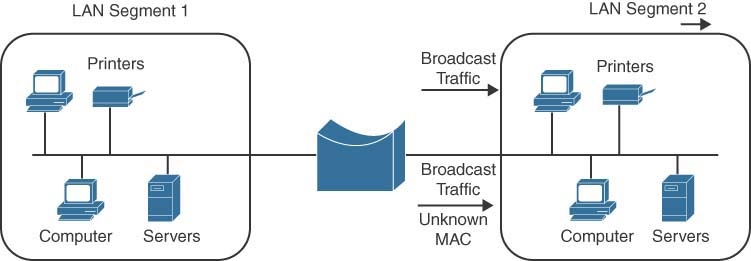 LAN Segment 1
Printers
Computer
Servers
Broadcast
Traffic
Broadcast
Traffic
Unknown
MAC
LAN Segment 2
Printers
Computer
Servers